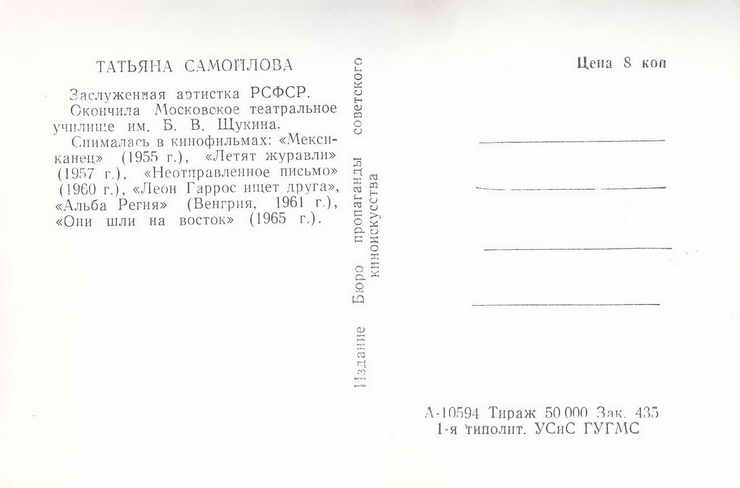 ТАТЬЯНА САМОЙЛОВА
Заслуженная артистка РСФСР.
Окончила Московское театральное
училище им. Б. В. Щукина.
Снималась в кинофильмах: «Мекси-
канец» (1955 г.), «Летят журавли»
(1957 г.), «Неотправленное письмо»
(1960 г.), «Леон Гаррос ищет друга»,
«Альба Регия» (Венгрия, 1961 г.),
«Они шли на восток» (1965 г.).
Издание Бюро пропаганды советского
киноискусства
Цена 8 коп
А-10594 Тираж 50 000 Зак. 435
1-я типолит. УСиС ГУГМС